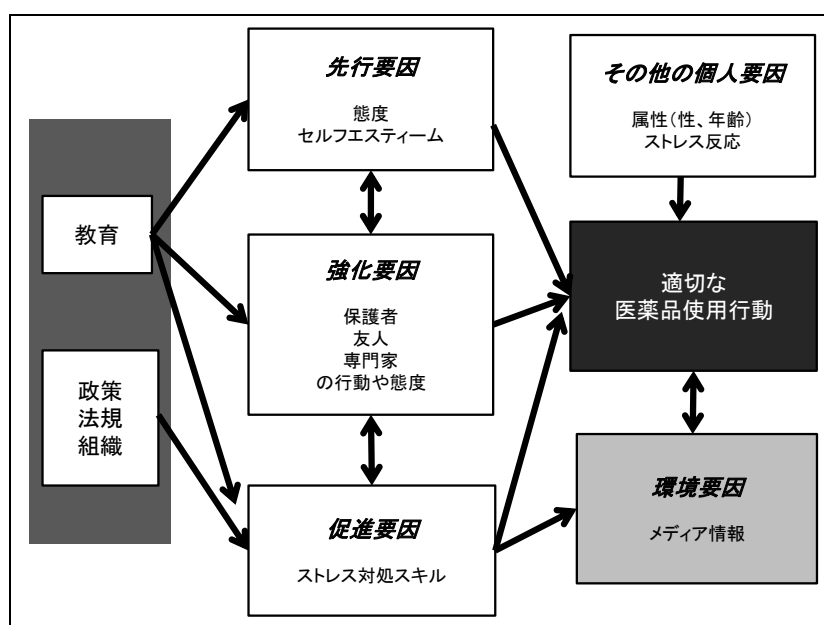 教育
政策
法規
組織
先行要因
態度
セルフエスティーム
強化要因
保護者
友人
専門家
の行動や態度
促進要因
ストレス対処スキル
その他の個人要因
属性（性、年齢）
ストレス反応
適切な
医薬品使用行動
環境要因
メディア情報